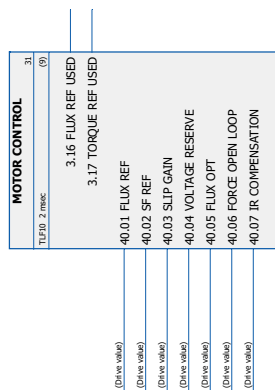 MOTOR CONTROL
31
TLF10 2 msec
(9)
3.16 FLUX REF USED
3.17 TORQUE REF USED
(Drive value) 40.01 FLUX REF
(Drive value) 40.02 SF REF
(Drive value) 40.03 SLIP GAIN
(Drive value) 40.04 VOLTAGE RESERVE
(Drive value) 40.05 FLUX OPT
(Drive value) 40.06 FORCE OPEN LOOP
(Drive value) 40.07 IR COMPENSATION